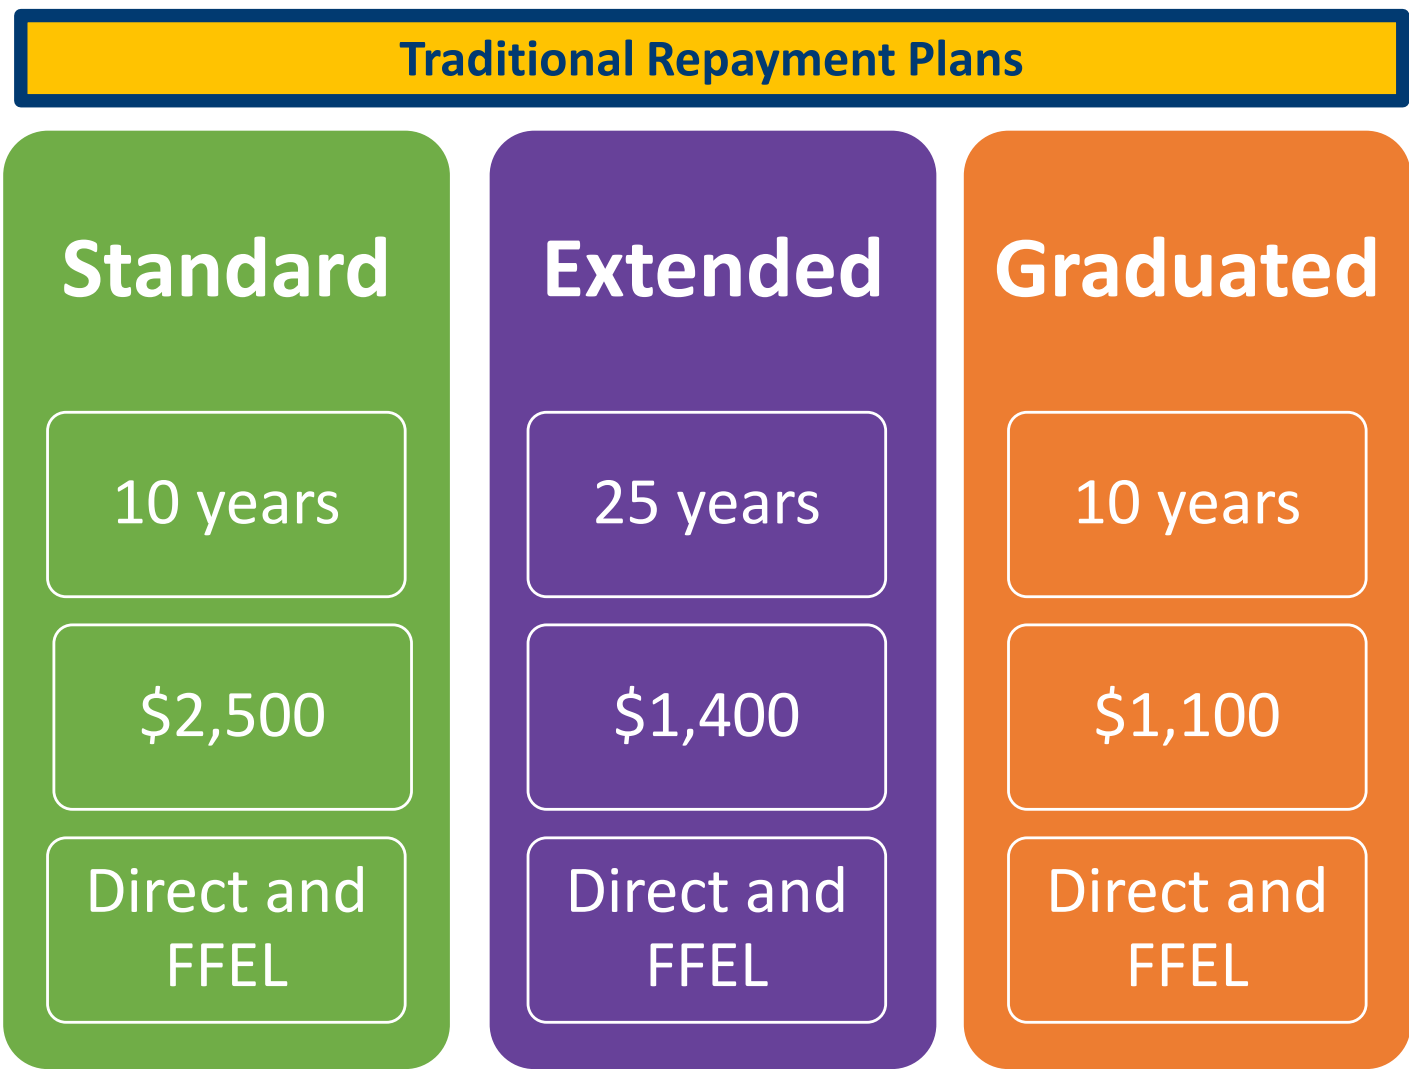 Traditional Repayment Plans
Standard
10 years
$2,500
Direct and
FFEL
Extended
25 years
$1,400
Direct and
FFEL
Graduated
10 years
$1,100
Direct and
FFEL